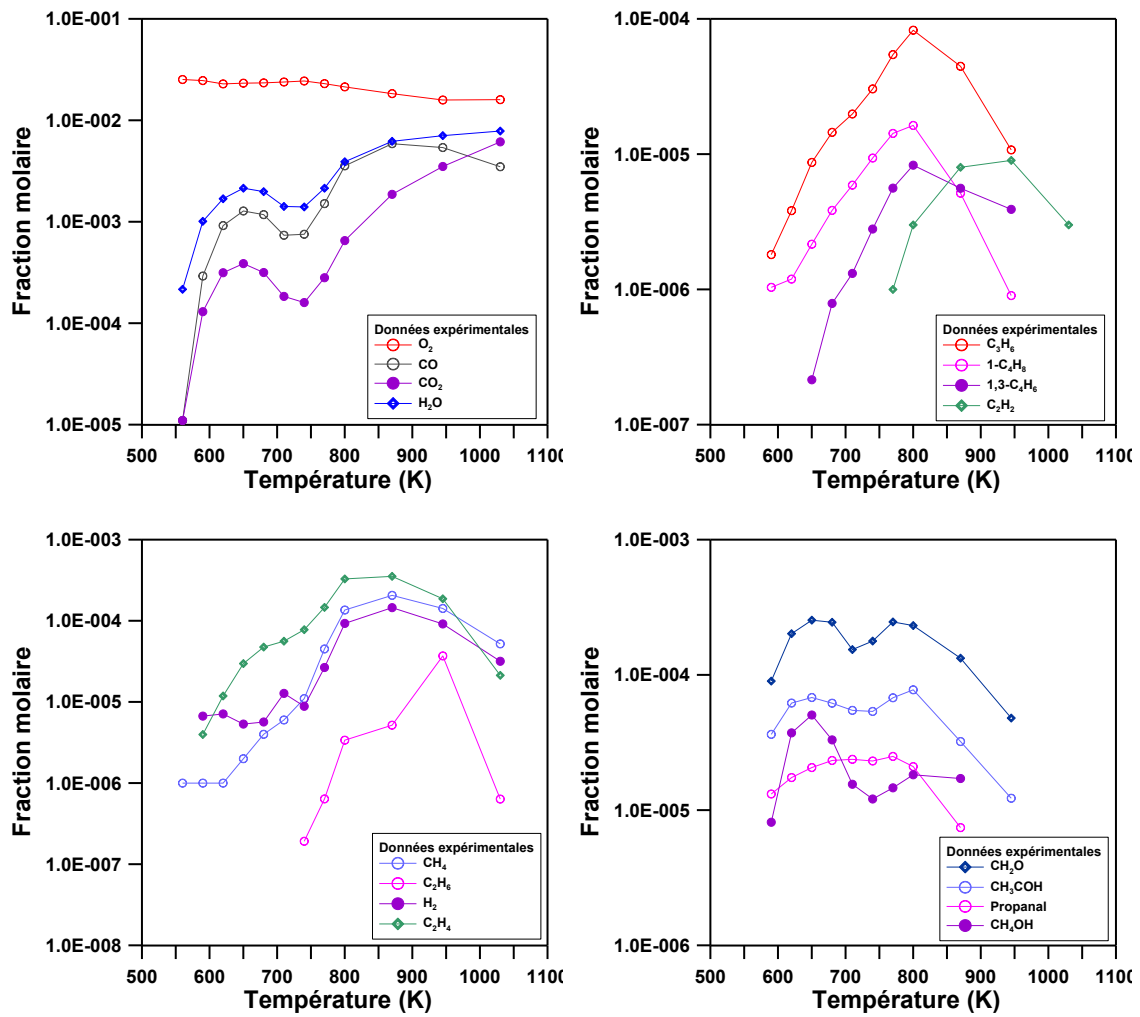 1.0E-001
1.0E-002
1.0E-003
1.0E-004
1.0E-005
Fraction molaire
Données expérimentales
O₂
CO
CO₂
H₂O
500 600 700 800 900 1000 1100
Température (K)
1.0E-004
1.0E-005
1.0E-006
1.0E-007
Fraction molaire
Données expérimentales
C₃H₆
1-C₄H₈
1,3-C₄H₆
C₂H₂
500 600 700 800 900 1000 1100
Température (K)
1.0E-003
1.0E-004
1.0E-005
1.0E-006
1.0E-007
1.0E-008
Fraction molaire
Données expérimentales
CH₄
C₂H₆
H₂
C₂H₄
500 600 700 800 900 1000 1100
Température (K)
1.0E-003
1.0E-004
1.0E-005
1.0E-006
Fraction molaire
Données expérimentales
CH₂O
CH₃COH
Propanal
CH₄OH
500 600 700 800 900 1000 1100
Température (K)